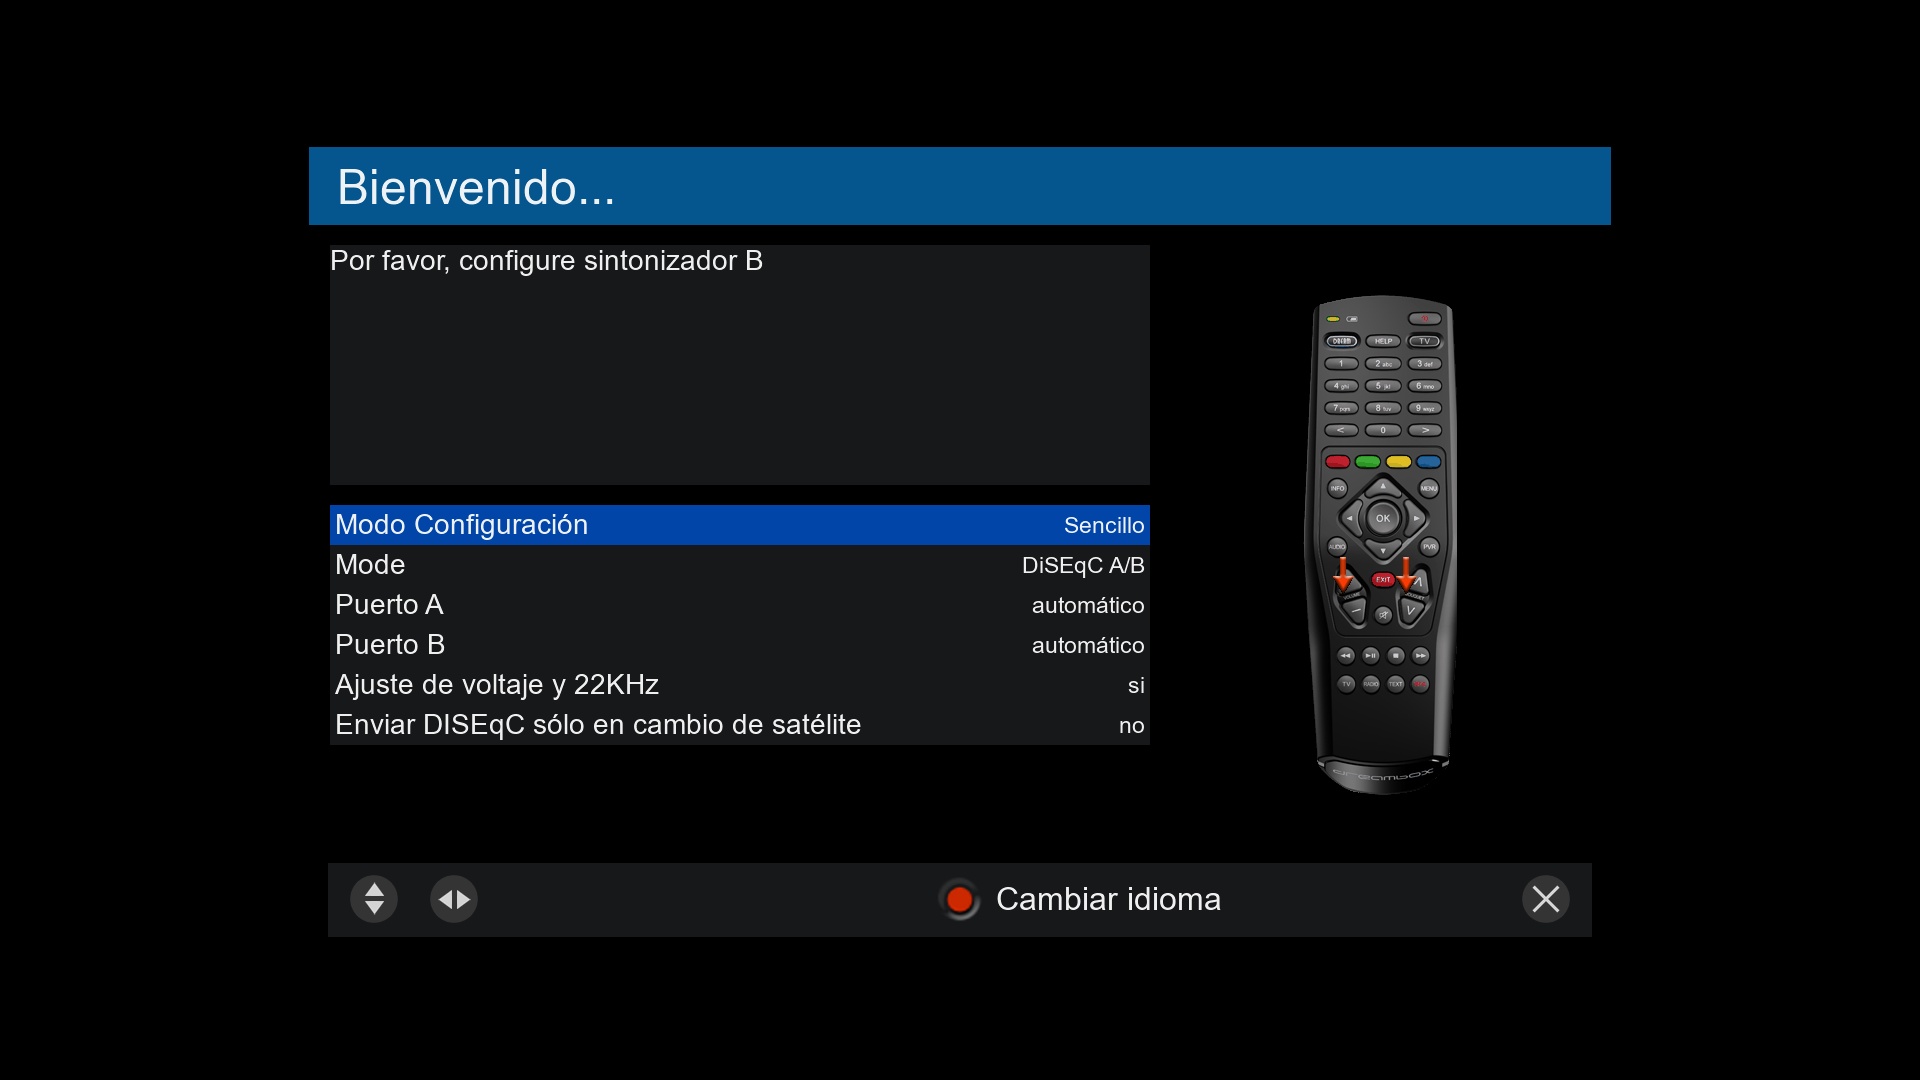 Bienvenido...
Por favor, configure sintonizador B
Modo Configuración Sencillo
Mode DiSEqC A/B
Puerto A automático
Puerto B automático
Ajuste de voltaje y 22KHz si
Enviar DISEqC sólo en cambio de satélite no
HELP TV
1 2 abc 3 def
4 ghi 5 jkl 6 mno
7 pqrs 8 tuv 9 wxyz
< 0 >
INFO MENU
OK
AUDIO PVR
EXIT
VOLUME BOUQUET
TV RADIO TEXT
dreambox
Cambiar idioma